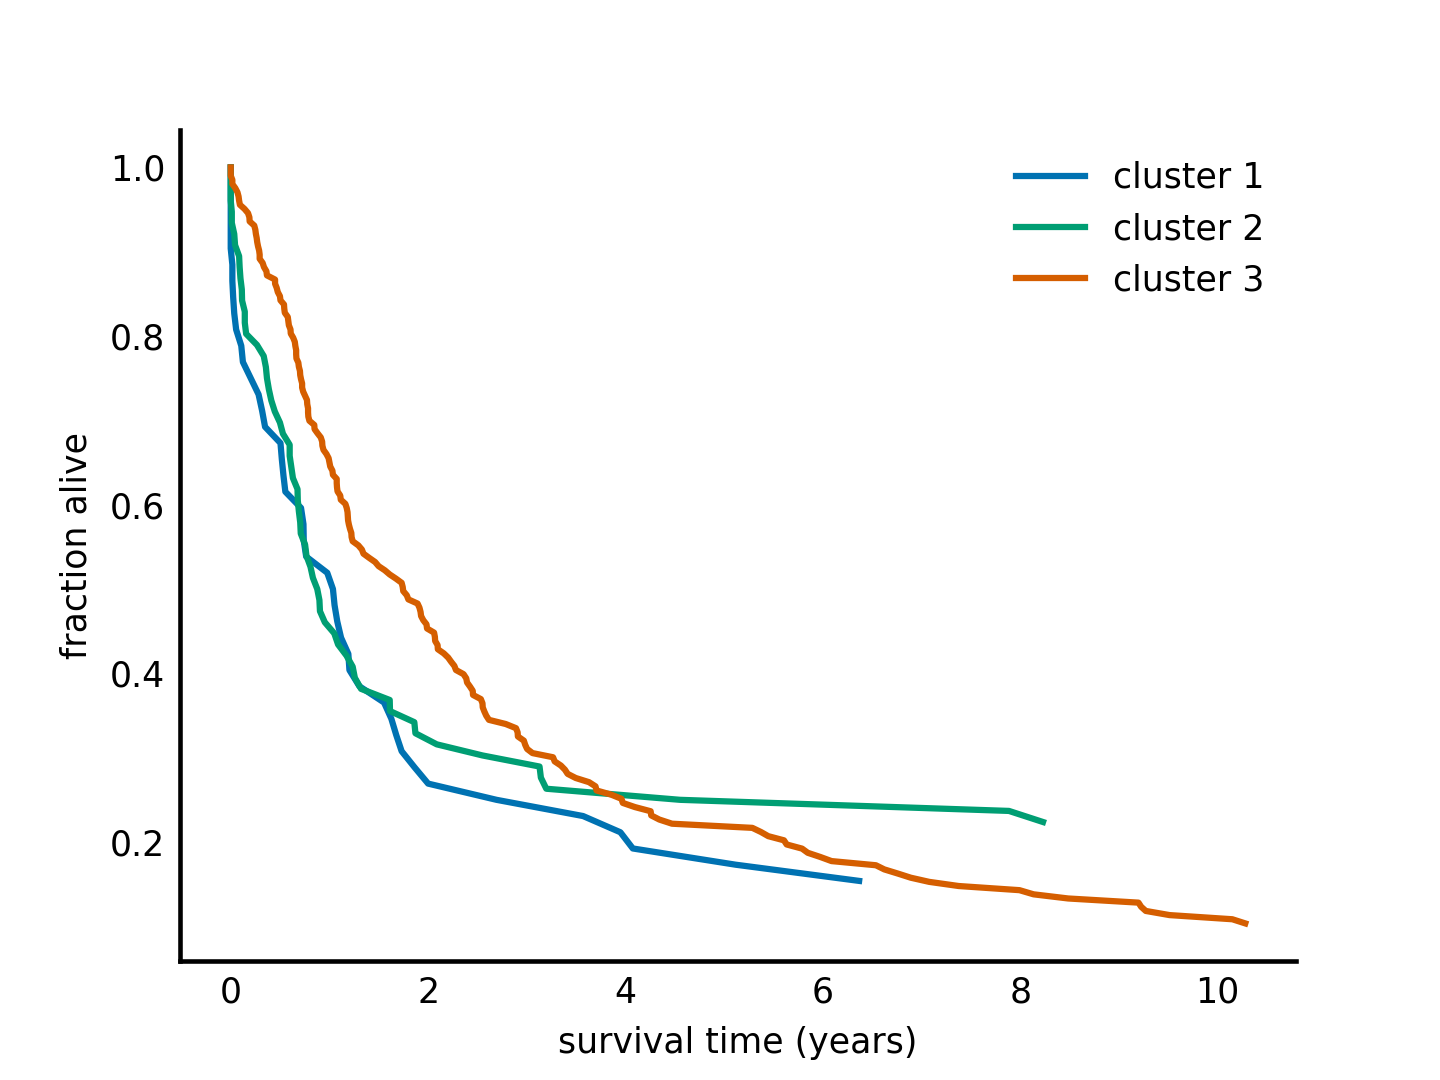 1.0
0.8
0.6
0.4
0.2
fraction alive
0 2 4 6 8 10
survival time (years)
cluster 1
cluster 2
cluster 3